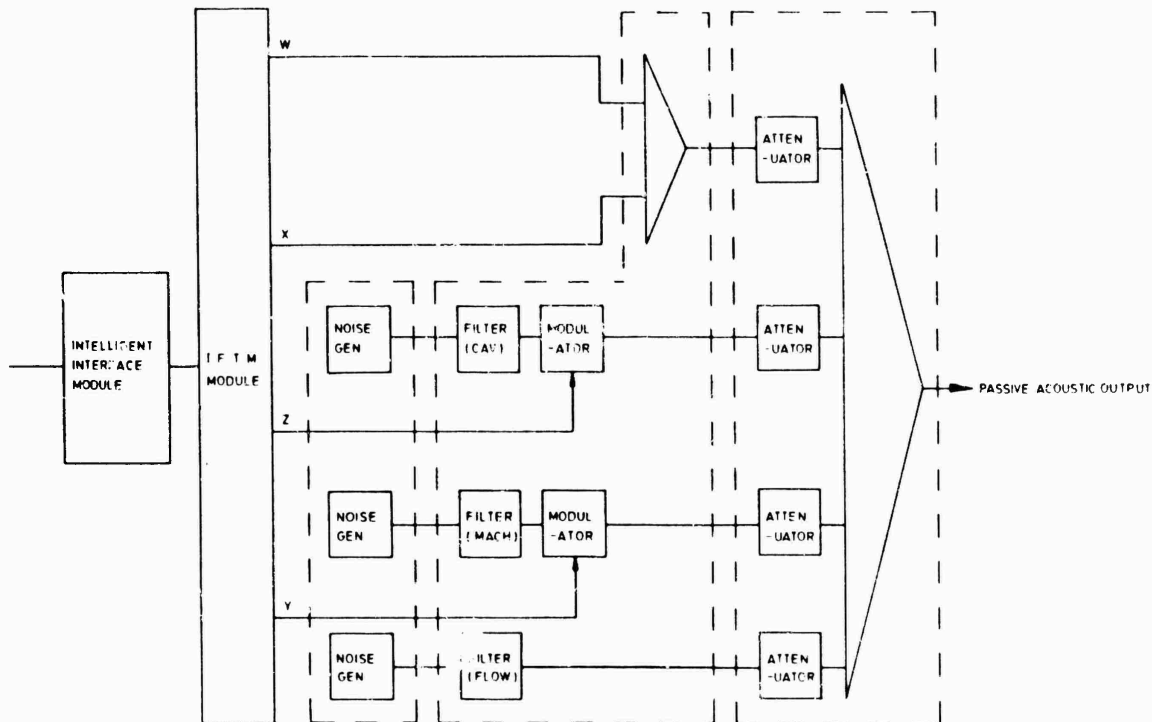 W
ATTEN
-UATOR
X
INTELLIGENT
INTERFACE
MODULE
I F T M
MODULE
NOISE
GEN
FILTER
(CAV)
MODUL
-ATOR
ATTEN
-UATOR
PASSIVE ACOUSTIC OUTPUT
Z
NOISE
GEN
FILTER
(MACH)
MODUL
-ATOR
ATTEN
-UATOR
Y
NOISE
GEN
FILTER
(FLOW)
ATTEN
-UATOR